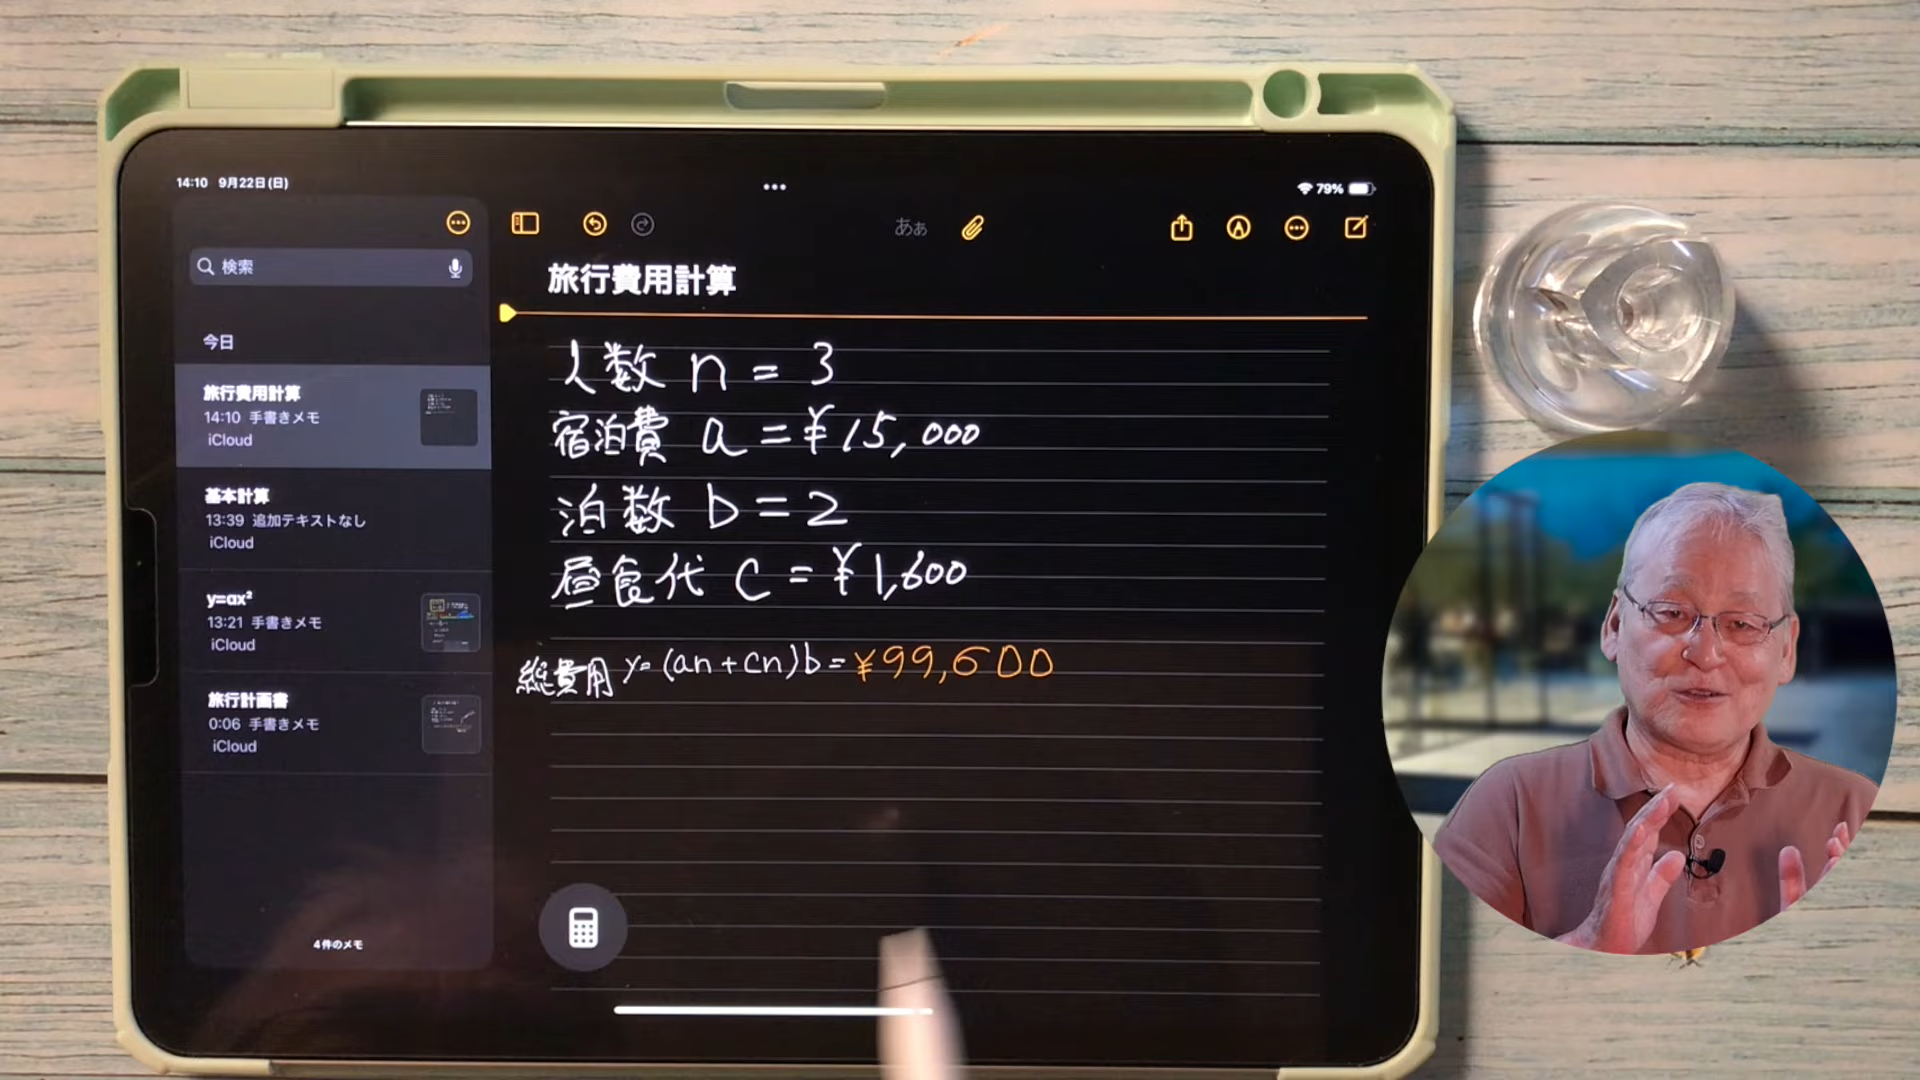 14:10 9月22日(日)
79%
検索
今日
旅行費用計算
14:10 手書きメモ
iCloud
基本計算
13:39 追加テキストなし
iCloud
y=ax²
13:21 手書きメモ
iCloud
旅行計画書
0:06 手書きメモ
iCloud
4件のメモ
あぁ
旅行費用計算
人数 n = 3
宿泊費 a = ¥15,000
泊数 b = 2
昼食代 c = ¥1,600
総費用 y=(an+cn)b=¥99,600